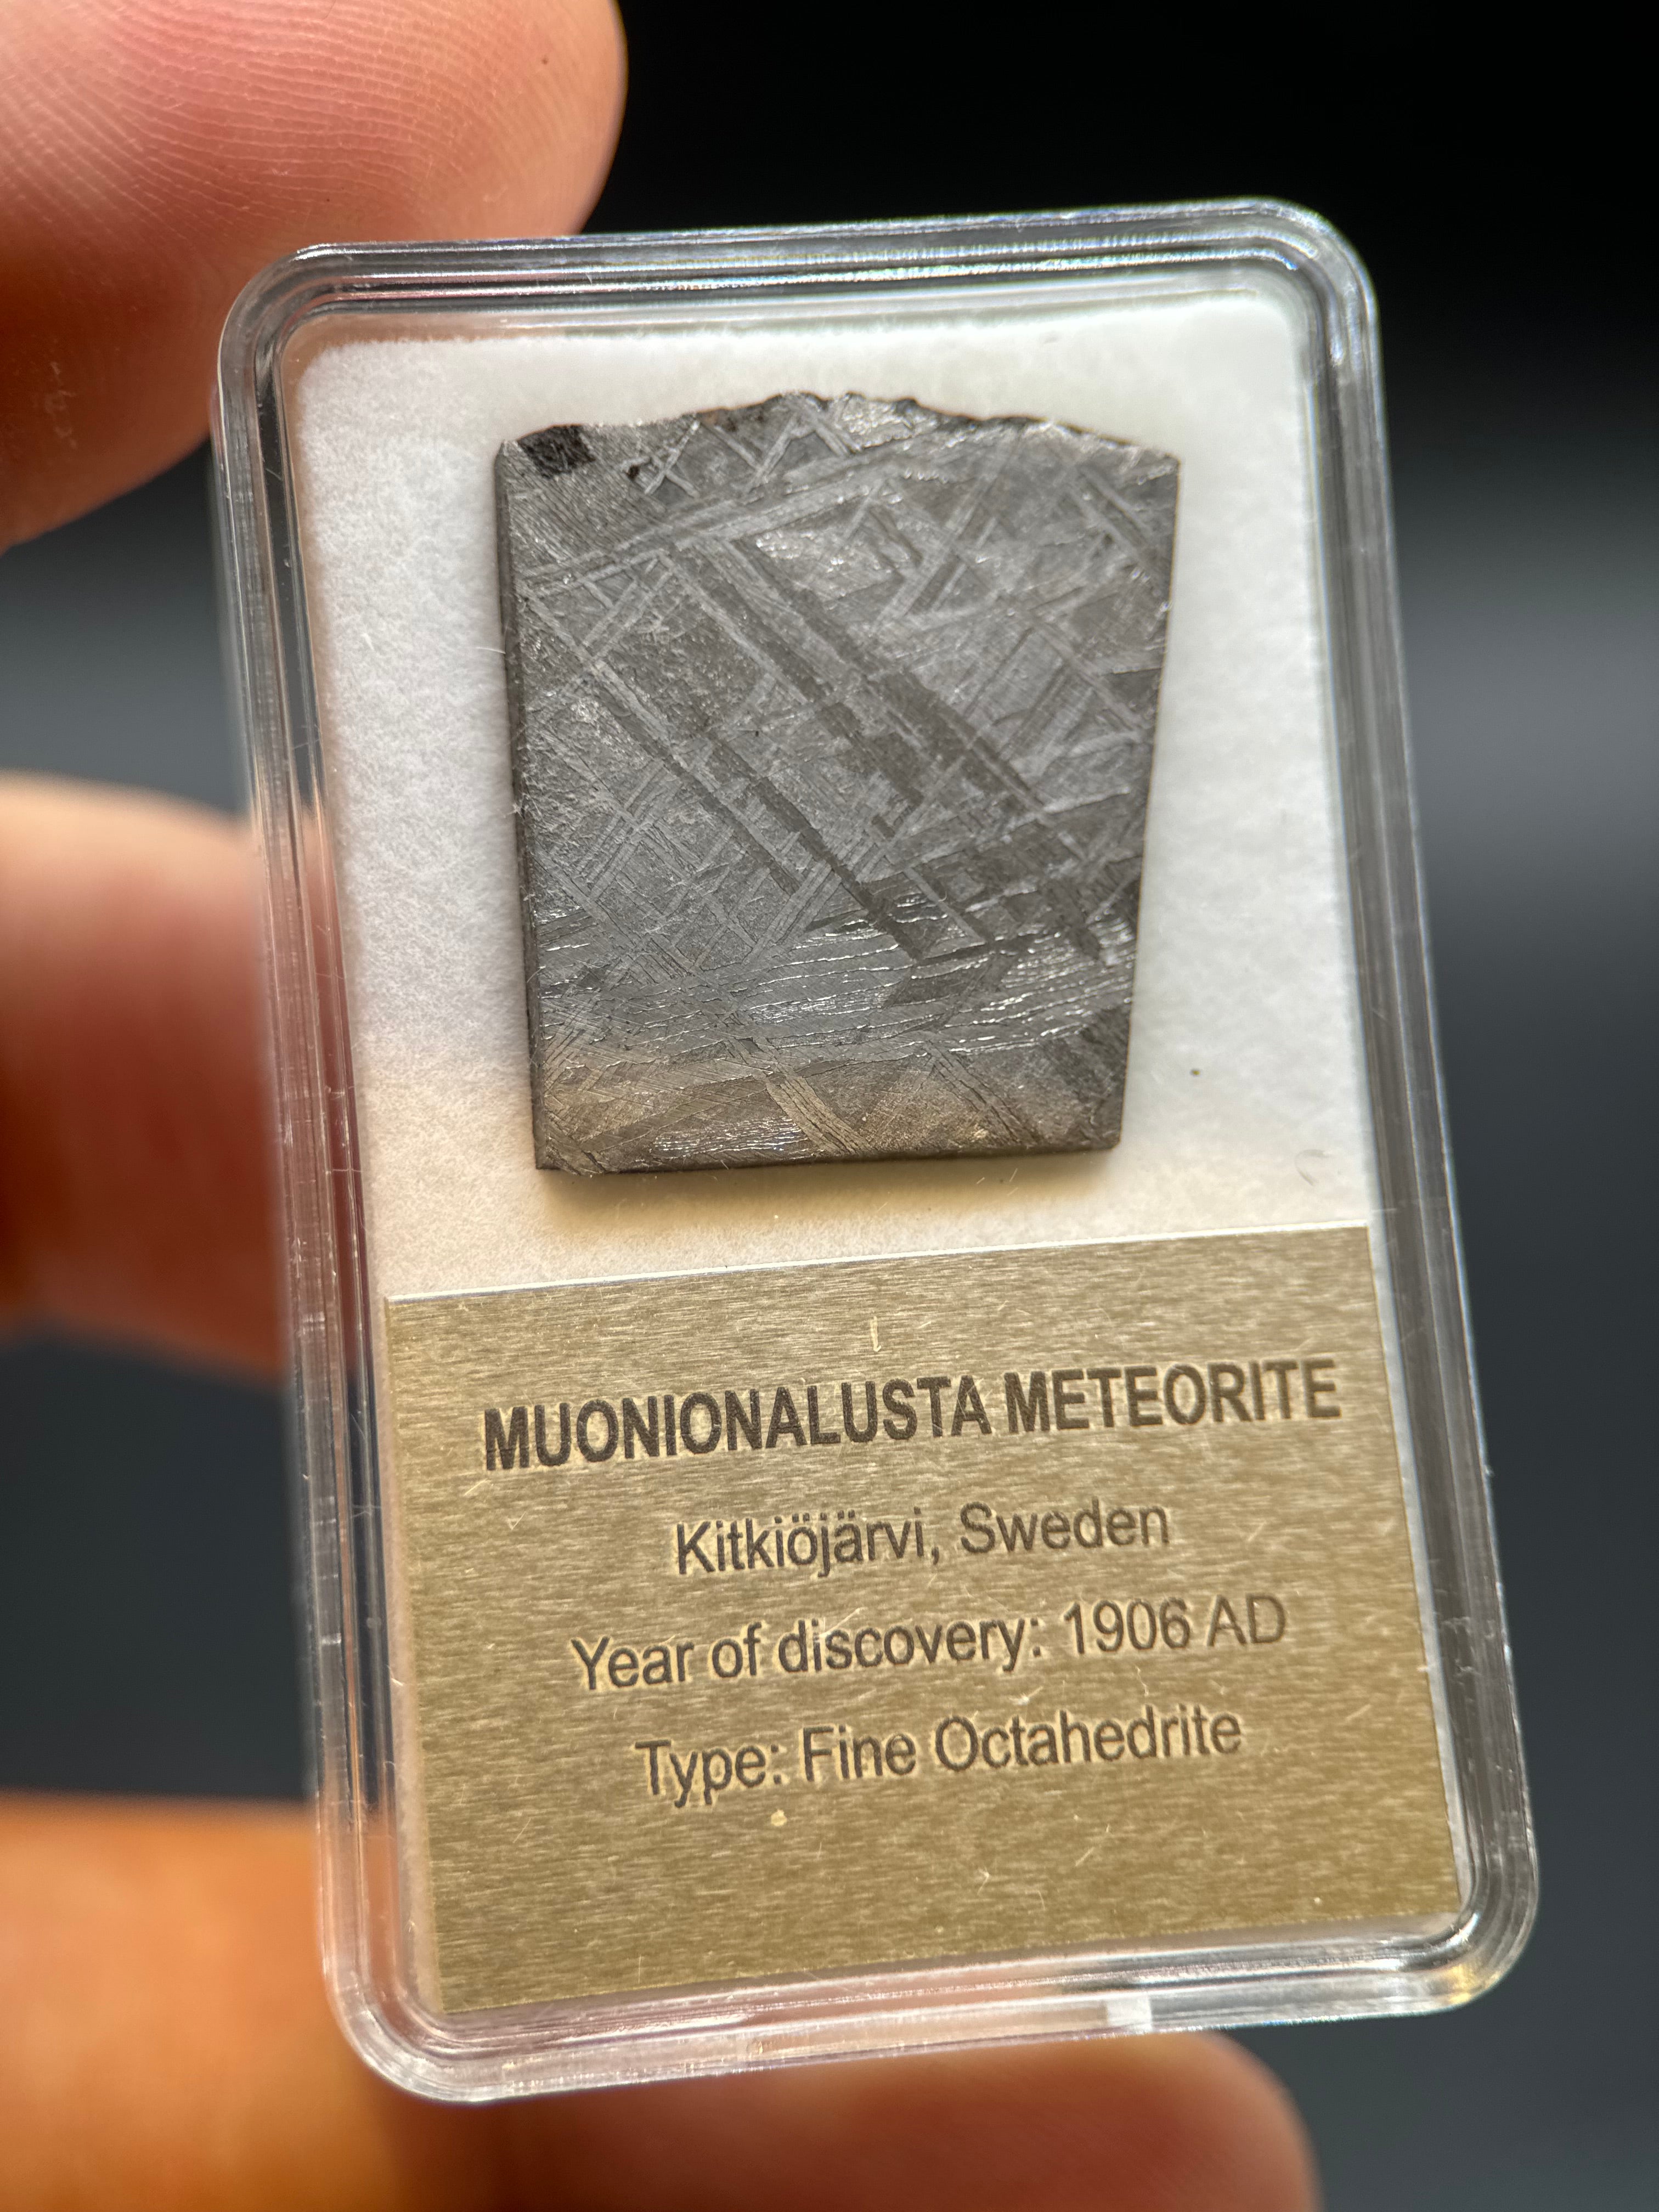 MUONIONALUSTA METEORITE
Kitkiöjärvi, Sweden
Year of discovery: 1906 AD
Type: Fine Octahedrite